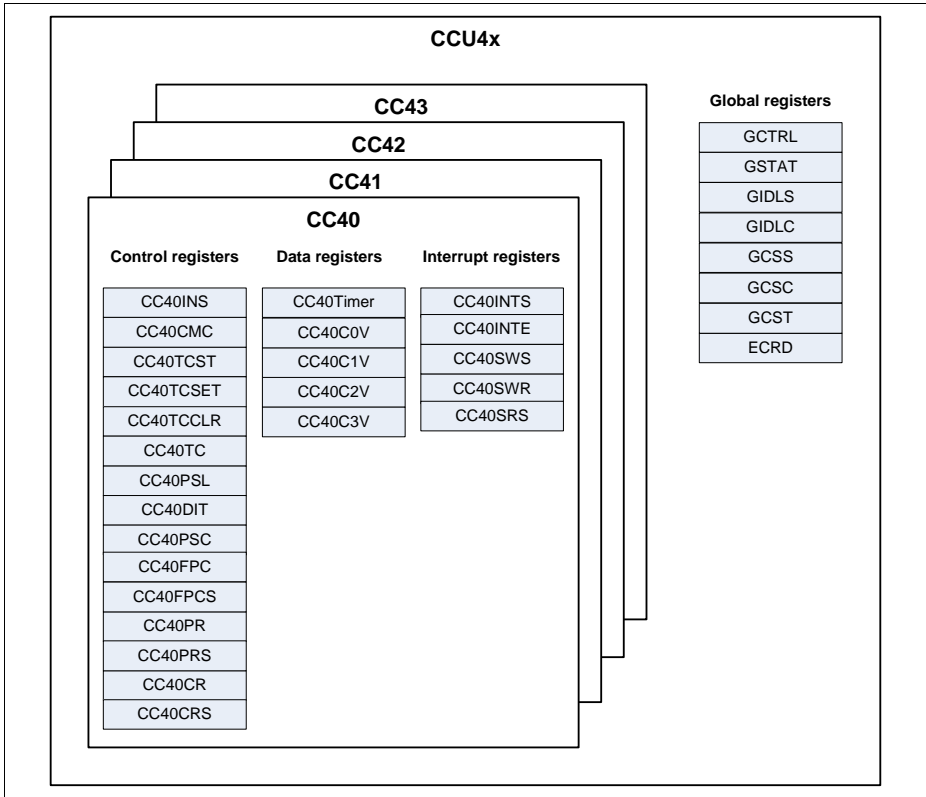 CCU4x
CC43
CC42
CC41
CC40
Control registers
CC40INS
CC40CMC
CC40TCST
CC40TCSET
CC40TCCLR
CC40TC
CC40PSL
CC40DIT
CC40PSC
CC40FPC
CC40FPCS
CC40PR
CC40PRS
CC40CR
CC40CRS
Data registers
CC40Timer
CC40C0V
CC40C1V
CC40C2V
CC40C3V
Interrupt registers
CC40INTS
CC40INTE
CC40SWS
CC40SWR
CC40SRS
Global registers
GCTRL
GSTAT
GIDLS
GIDLC
GCSS
GCSC
GCST
ECRD